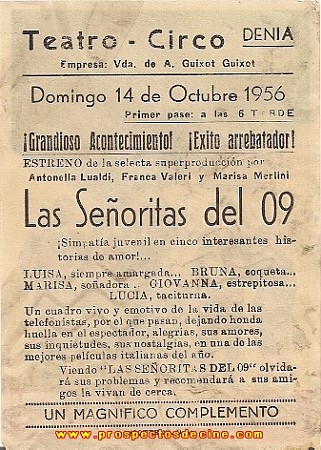 Teatro - Circo DENIA
Empresa: Vda. de A. Guixot Guixot
Domingo 14 de Octubre 1956
Primer pase: a las 6 T RDE
¡Grandioso Acontecimiento! ¡Exito arrebatador!
ESTRENO de la selecta superproducción por
Antonella Lualdi, Franca Valeri y Marisa Merlini
Las Señoritas del 09
¡Simpatía juvenil en cinco interesantes his-
torias de amor!...
LUISA, siempre amargada... BRUNA, coqueta...
MARISA, soñadora .. GIOVANNA, estrepitosa...
LUCIA, taciturna.
Un cuadro vivo y emotivo de la vida de las
telefonistas, por el que pasan, dejando honda
huella en el espectador, alegrias, sus amores,
sus inquietudes, sus nostalgias, en una de las
mejores películas italianas del año.
Viendo "LAS SEÑORITAS DEL 09" olvida-
rá sus problemas y recomendará a sus ami-
gos la vivan de cerca.
UN MAGNIFICO COMPLEMENTO
www.prospectosdecine.com